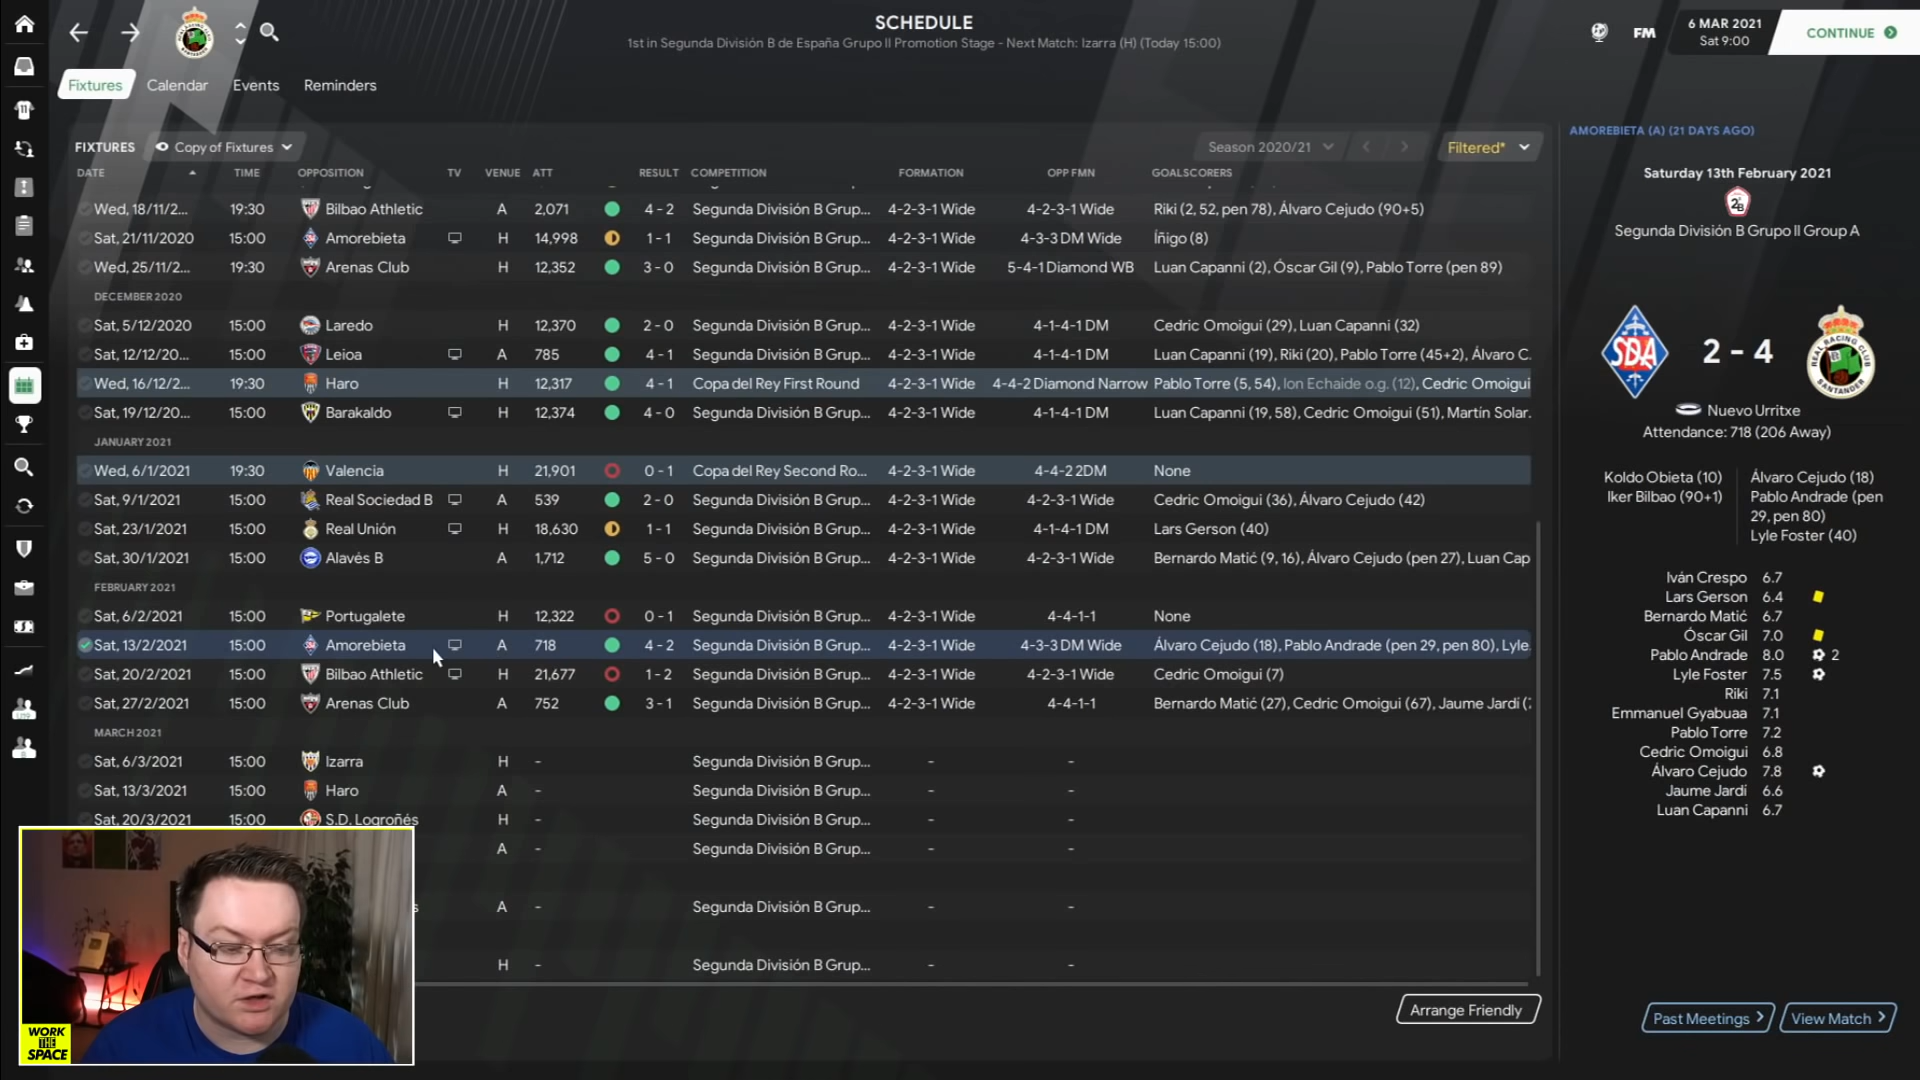 SCHEDULE
1st in Segunda División B de España Grupo II Promotion Stage - Next Match: Izarra (H) (Today 15:00)
FM
6 MAR 2021
Sat 9:00
CONTINUE
Fixtures Calendar Events Reminders
FIXTURES Copy of Fixtures Season 2020/21 Filtered*
DATE TIME OPPOSITION TV VENUE ATT RESULT COMPETITION FORMATION OPP FMN GOALSCORERS
Wed, 18/11/2... 19:30 Bilbao Athletic A 2,071 4 - 2 Segunda División B Grup... 4-2-3-1 Wide 4-2-3-1 Wide Riki (2, 52, pen 78), Álvaro Cejudo (90+5)
Sat, 21/11/2020 15:00 Amorebieta H 14,998 1 - 1 Segunda División B Grup... 4-2-3-1 Wide 4-3-3 DM Wide Íñigo (8)
Wed, 25/11/2... 19:30 Arenas Club H 12,352 3 - 0 Segunda División B Grup... 4-2-3-1 Wide 5-4-1 Diamond WB Luan Capanni (2), Óscar Gil (9), Pablo Torre (pen 89)
DECEMBER 2020
Sat, 5/12/2020 15:00 Laredo H 12,370 2 - 0 Segunda División B Grup... 4-2-3-1 Wide 4-1-4-1 DM Cedric Omoigui (29), Luan Capanni (32)
Sat, 12/12/20... 15:00 Leioa A 785 4 - 1 Segunda División B Grup... 4-2-3-1 Wide 4-1-4-1 DM Luan Capanni (19), Riki (20), Pablo Torre (45+2), Álvaro C.
Wed, 16/12/2... 19:30 Haro H 12,317 4 - 1 Copa del Rey First Round 4-2-3-1 Wide 4-4-2 Diamond Narrow Pablo Torre (5, 54), Ion Echaide o.g. (12), Cedric Omoigui
Sat, 19/12/20... 15:00 Barakaldo H 12,374 4 - 0 Segunda División B Grup... 4-2-3-1 Wide 4-1-4-1 DM Luan Capanni (19, 58), Cedric Omoigui (51), Martín Solar.
JANUARY 2021
Wed, 6/1/2021 19:30 Valencia H 21,901 0 - 1 Copa del Rey Second Ro... 4-2-3-1 Wide 4-4-2 2DM None
Sat, 9/1/2021 15:00 Real Sociedad B A 539 2 - 0 Segunda División B Grup... 4-2-3-1 Wide 4-2-3-1 Wide Cedric Omoigui (36), Álvaro Cejudo (42)
Sat, 23/1/2021 15:00 Real Unión H 18,630 1 - 1 Segunda División B Grup... 4-2-3-1 Wide 4-1-4-1 DM Lars Gerson (40)
Sat, 30/1/2021 15:00 Alavés B A 1,712 5 - 0 Segunda División B Grup... 4-2-3-1 Wide 4-2-3-1 Wide Bernardo Matić (9, 16), Álvaro Cejudo (pen 27), Luan Cap
FEBRUARY 2021
Sat, 6/2/2021 15:00 Portugalete H 12,322 0 - 1 Segunda División B Grup... 4-2-3-1 Wide 4-4-1-1 None
Sat, 13/2/2021 15:00 Amorebieta A 718 4 - 2 Segunda División B Grup... 4-2-3-1 Wide 4-3-3 DM Wide Álvaro Cejudo (18), Pablo Andrade (pen 29, pen 80), Lyle
Sat, 20/2/2021 15:00 Bilbao Athletic H 21,677 1 - 2 Segunda División B Grup... 4-2-3-1 Wide 4-2-3-1 Wide Cedric Omoigui (7)
Sat, 27/2/2021 15:00 Arenas Club A 752 3 - 1 Segunda División B Grup... 4-2-3-1 Wide 4-4-1-1 Bernardo Matić (27), Cedric Omoigui (67), Jaume Jardí (
MARCH 2021
Sat, 6/3/2021 15:00 Izarra H - Segunda División B Grup... - -
Sat, 13/3/2021 15:00 Haro A - Segunda División B Grup... - -
Sat, 20/3/2021 15:00 S.D. Logroñés H - Segunda División B Grup... - -
A - Segunda División B Grup... - -
s A - Segunda División B Grup... - -
H - Segunda División B Grup... - -
Arrange Friendly
WORK
THE
SPACE
AMOREBIETA (A) (21 DAYS AGO)
Saturday 13th February 2021
2B
Segunda División B Grupo II Group A
SDA 2 - 4 REAL RACING CLUB SANTANDER
Nuevo Urritxe
Attendance: 718 (206 Away)
Koldo Obieta (10) Álvaro Cejudo (18)
Iker Bilbao (90+1) Pablo Andrade (pen
29, pen 80)
Lyle Foster (40)
Iván Crespo 6.7
Lars Gerson 6.4
Bernardo Matić 6.7
Óscar Gil 7.0
Pablo Andrade 8.0 2
Lyle Foster 7.5
Riki 7.1
Emmanuel Gyabuaa 7.1
Pablo Torre 7.2
Cedric Omoigui 6.8
Álvaro Cejudo 7.8
Jaume Jardí 6.6
Luan Capanni 6.7
Past Meetings View Match